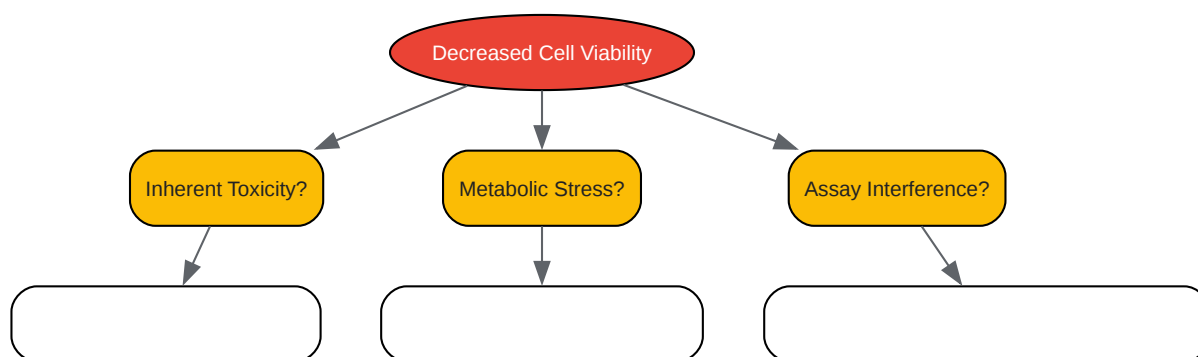 Decreased Cell Viability
Inherent Toxicity?
Metabolic Stress?
Assay Interference?